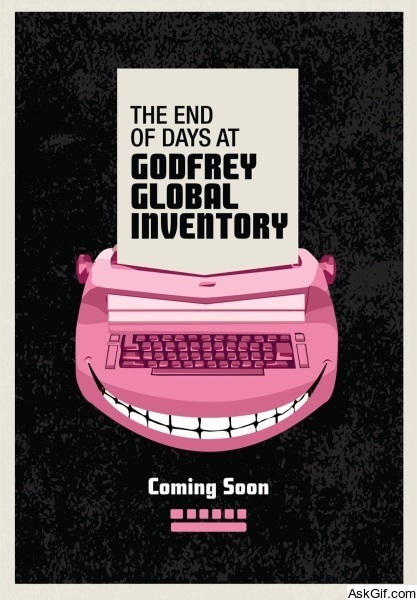 THE END
OF DAYS AT
GODFREY
GLOBAL
INVENTORY
Coming Soon
AskGif.com